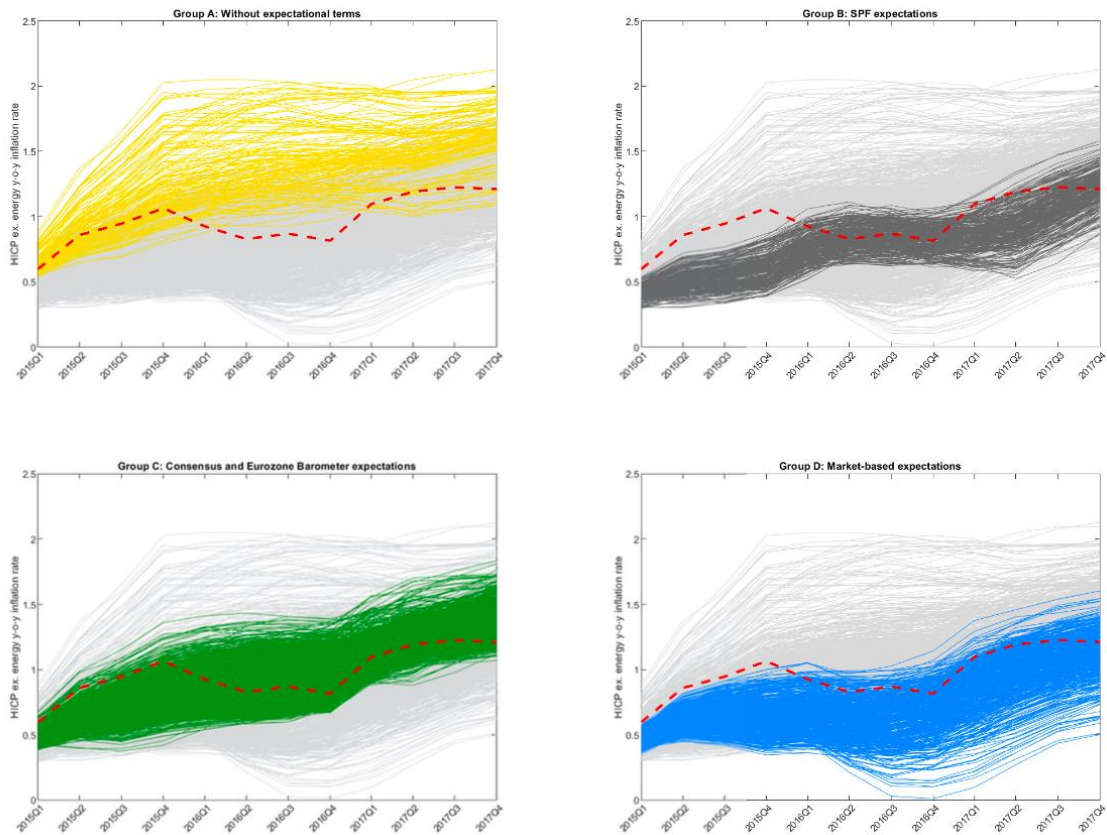 Group A: Without expectational terms
2.5
2
1.5
1
0.5
0
HICP ex. energy y-o-y inflation rate
2015Q1
2015Q2
2015Q3
2015Q4
2016Q1
2016Q2
2016Q3
2016Q4
2017Q1
2017Q2
2017Q3
2017Q4
Group B: SPF expectations
2.5
2
1.5
1
0.5
0
HICP ex. energy y-o-y inflation rate
2015Q1
2015Q2
2015Q3
2015Q4
2016Q1
2016Q2
2016Q3
2016Q4
2017Q1
2017Q2
2017Q3
2017Q4
Group C: Consensus and Eurozone Barometer expectations
2.5
2
1.5
1
0.5
0
HICP ex. energy y-o-y inflation rate
2015Q1
2015Q2
2015Q3
2015Q4
2016Q1
2016Q2
2016Q3
2016Q4
2017Q1
2017Q2
2017Q3
2017Q4
Group D: Market-based expectations
2.5
2
1.5
1
0.5
0
HICP ex. energy y-o-y inflation rate
2015Q1
2015Q2
2015Q3
2015Q4
2016Q1
2016Q2
2016Q3
2016Q4
2017Q1
2017Q2
2017Q3
2017Q4